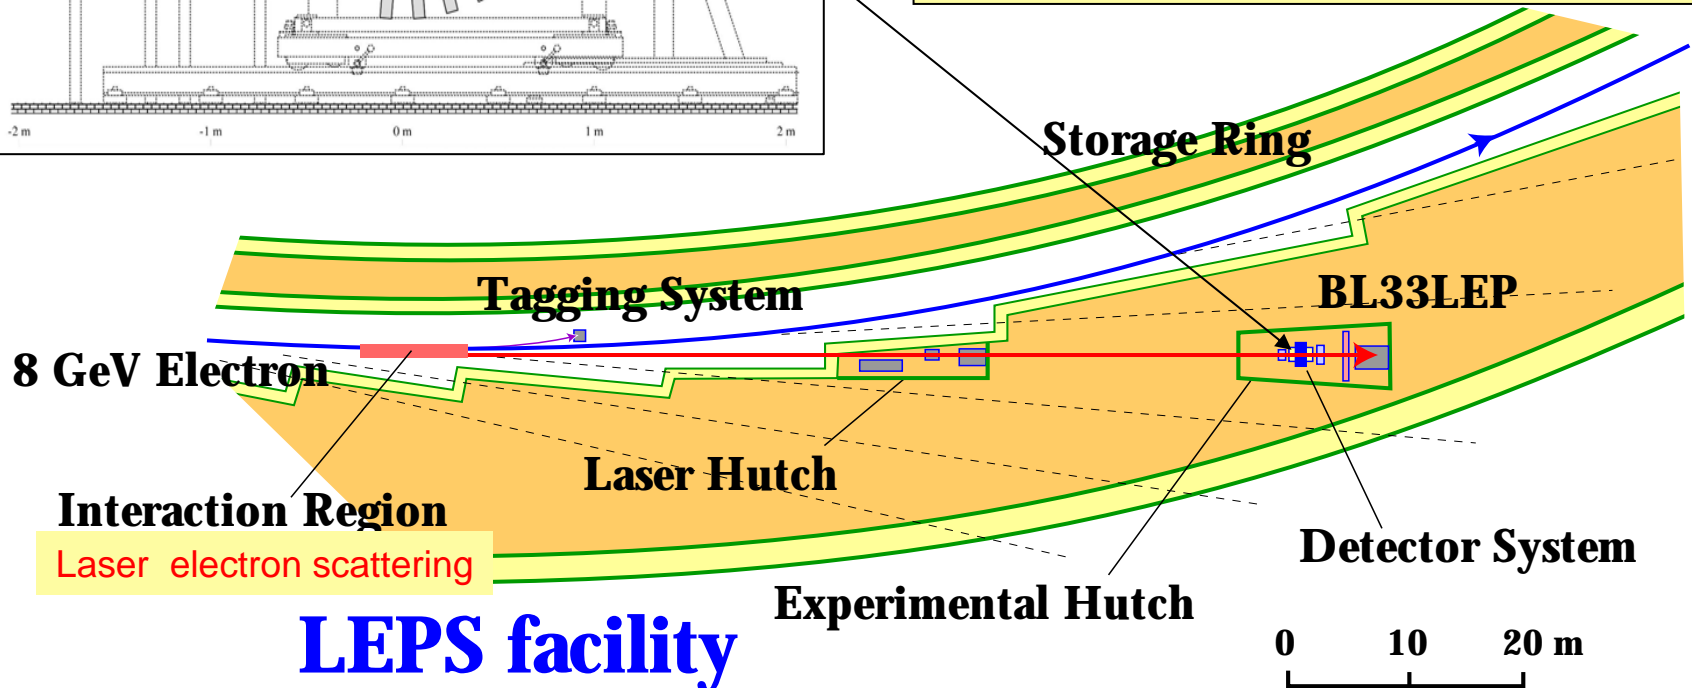 -2 m -1 m 0 m 1 m 2 m
Storage Ring
Tagging System
BL33LEP
8 GeV Electron
Laser Hutch
Interaction Region
Laser electron scattering
Detector System
Experimental Hutch
LEPS facility
0 10 20 m